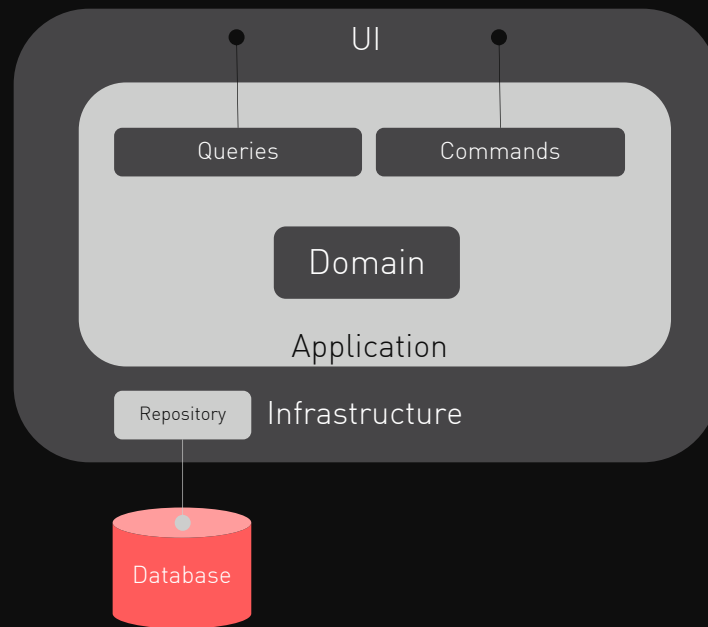 UI
Queries
Commands
Domain
Application
Repository
Infrastructure
Database